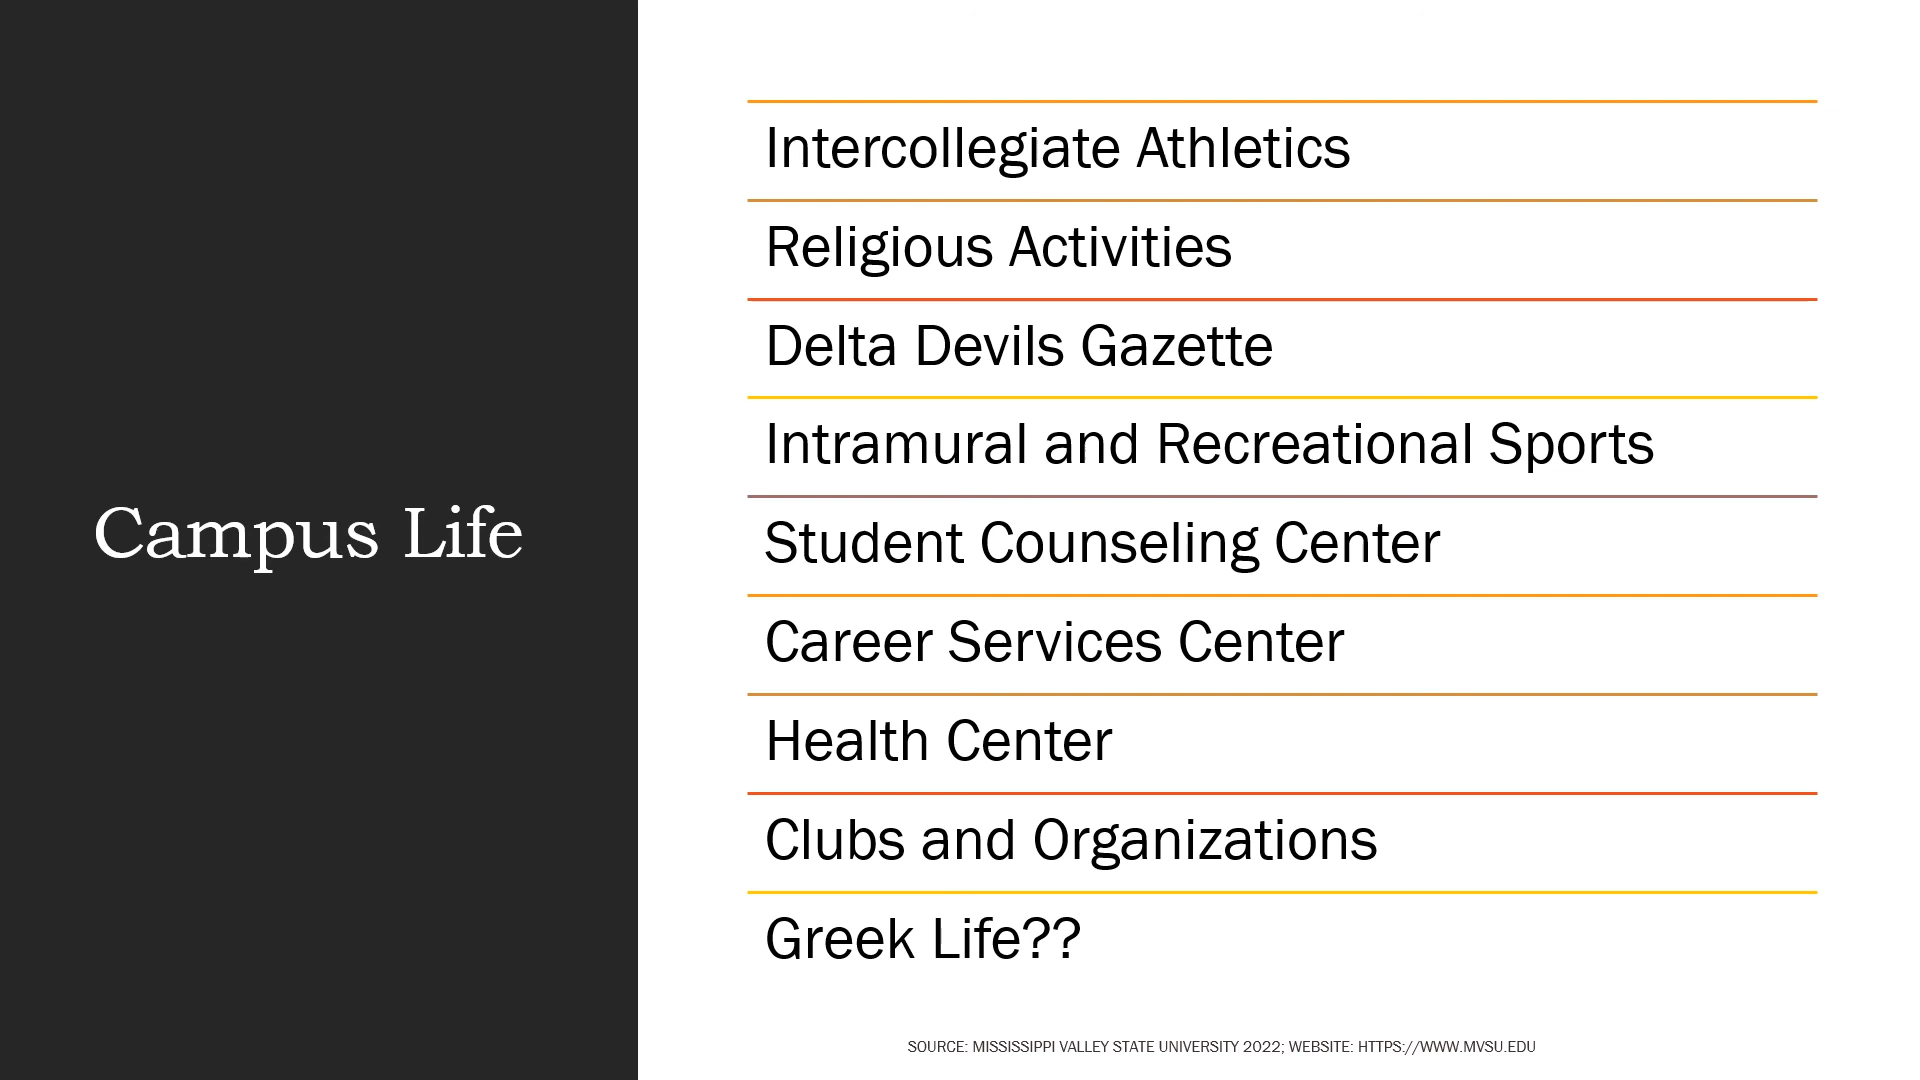 Campus Life
Intercollegiate Athletics
Religious Activities
Delta Devils Gazette
Intramural and Recreational Sports
Student Counseling Center
Career Services Center
Health Center
Clubs and Organizations
Greek Life??
SOURCE: MISSISSIPPI VALLEY STATE UNIVERSITY 2022; WEBSITE: HTTPS://WWW.MVSU.EDU